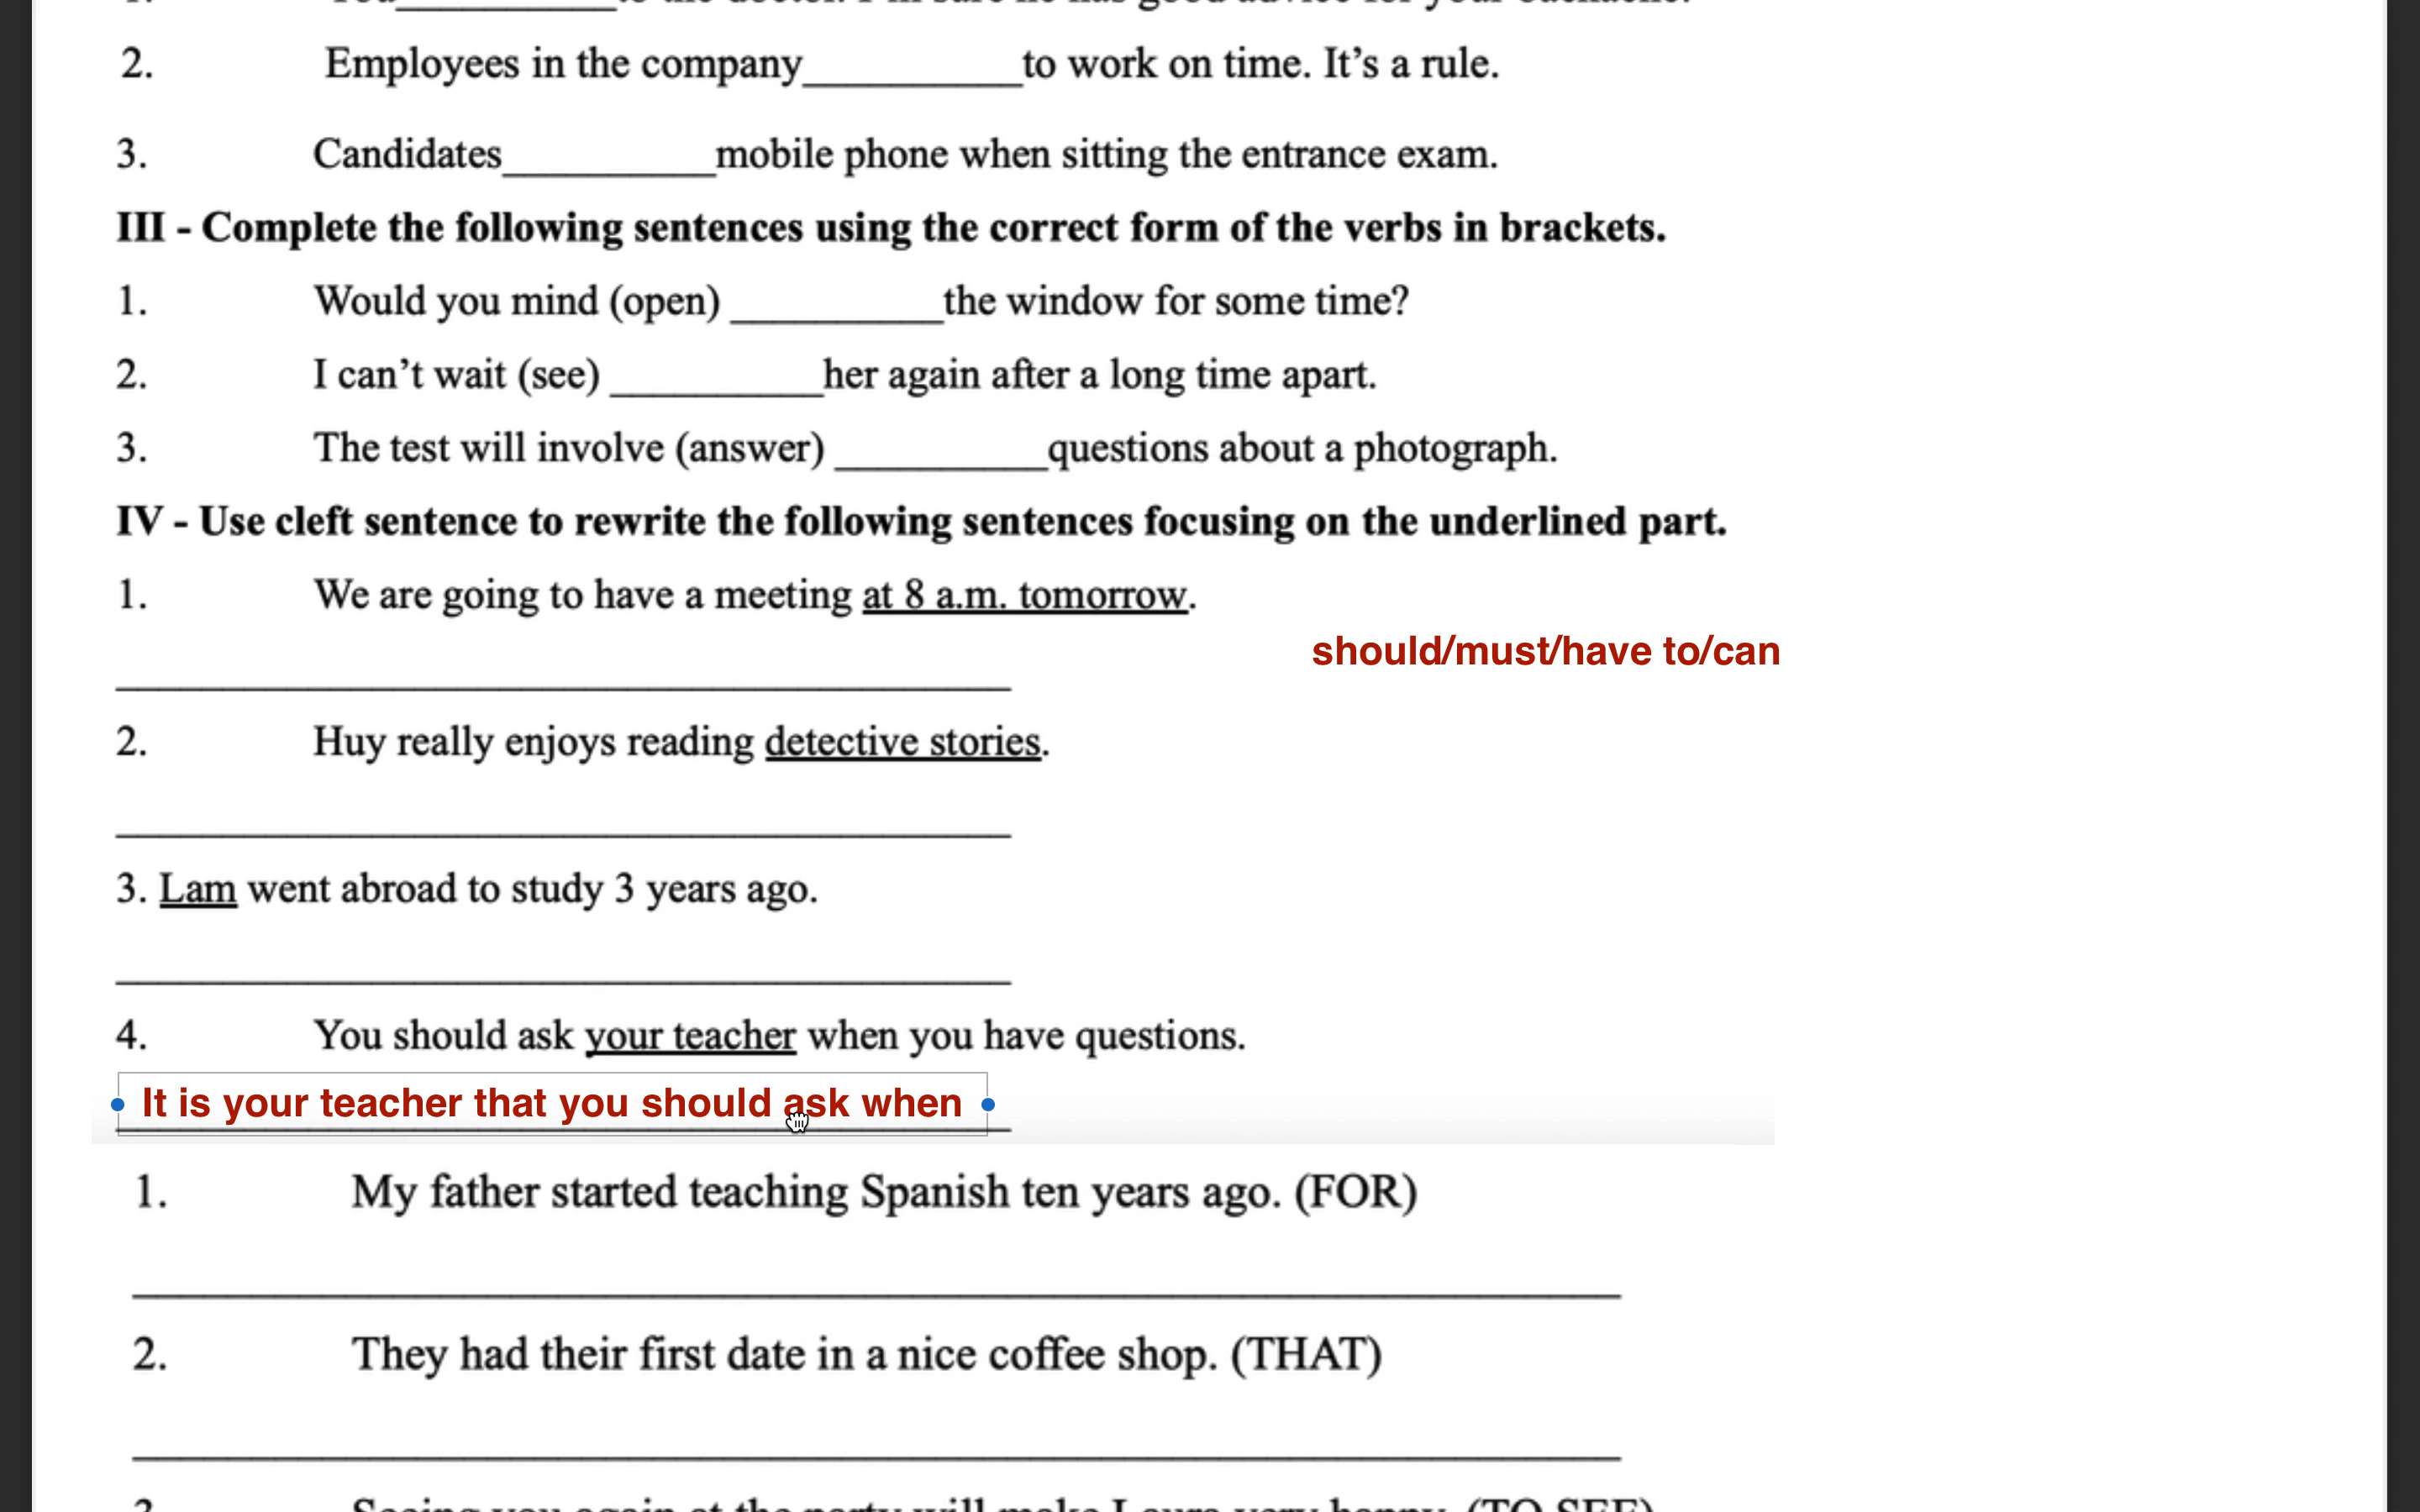 2. Employees in the company__________to work on time. It’s a rule.
3. Candidates__________mobile phone when sitting the entrance exam.
III - Complete the following sentences using the correct form of the verbs in brackets.
1. Would you mind (open) __________the window for some time?
2. I can’t wait (see) __________her again after a long time apart.
3. The test will involve (answer) __________questions about a photograph.
IV - Use cleft sentence to rewrite the following sentences focusing on the underlined part.
1. We are going to have a meeting at 8 a.m. tomorrow.
should/must/have to/can
2. Huy really enjoys reading detective stories.
3. Lam went abroad to study 3 years ago.
4. You should ask your teacher when you have questions.
It is your teacher that you should ask when
1. My father started teaching Spanish ten years ago. (FOR)
2. They had their first date in a nice coffee shop. (THAT)